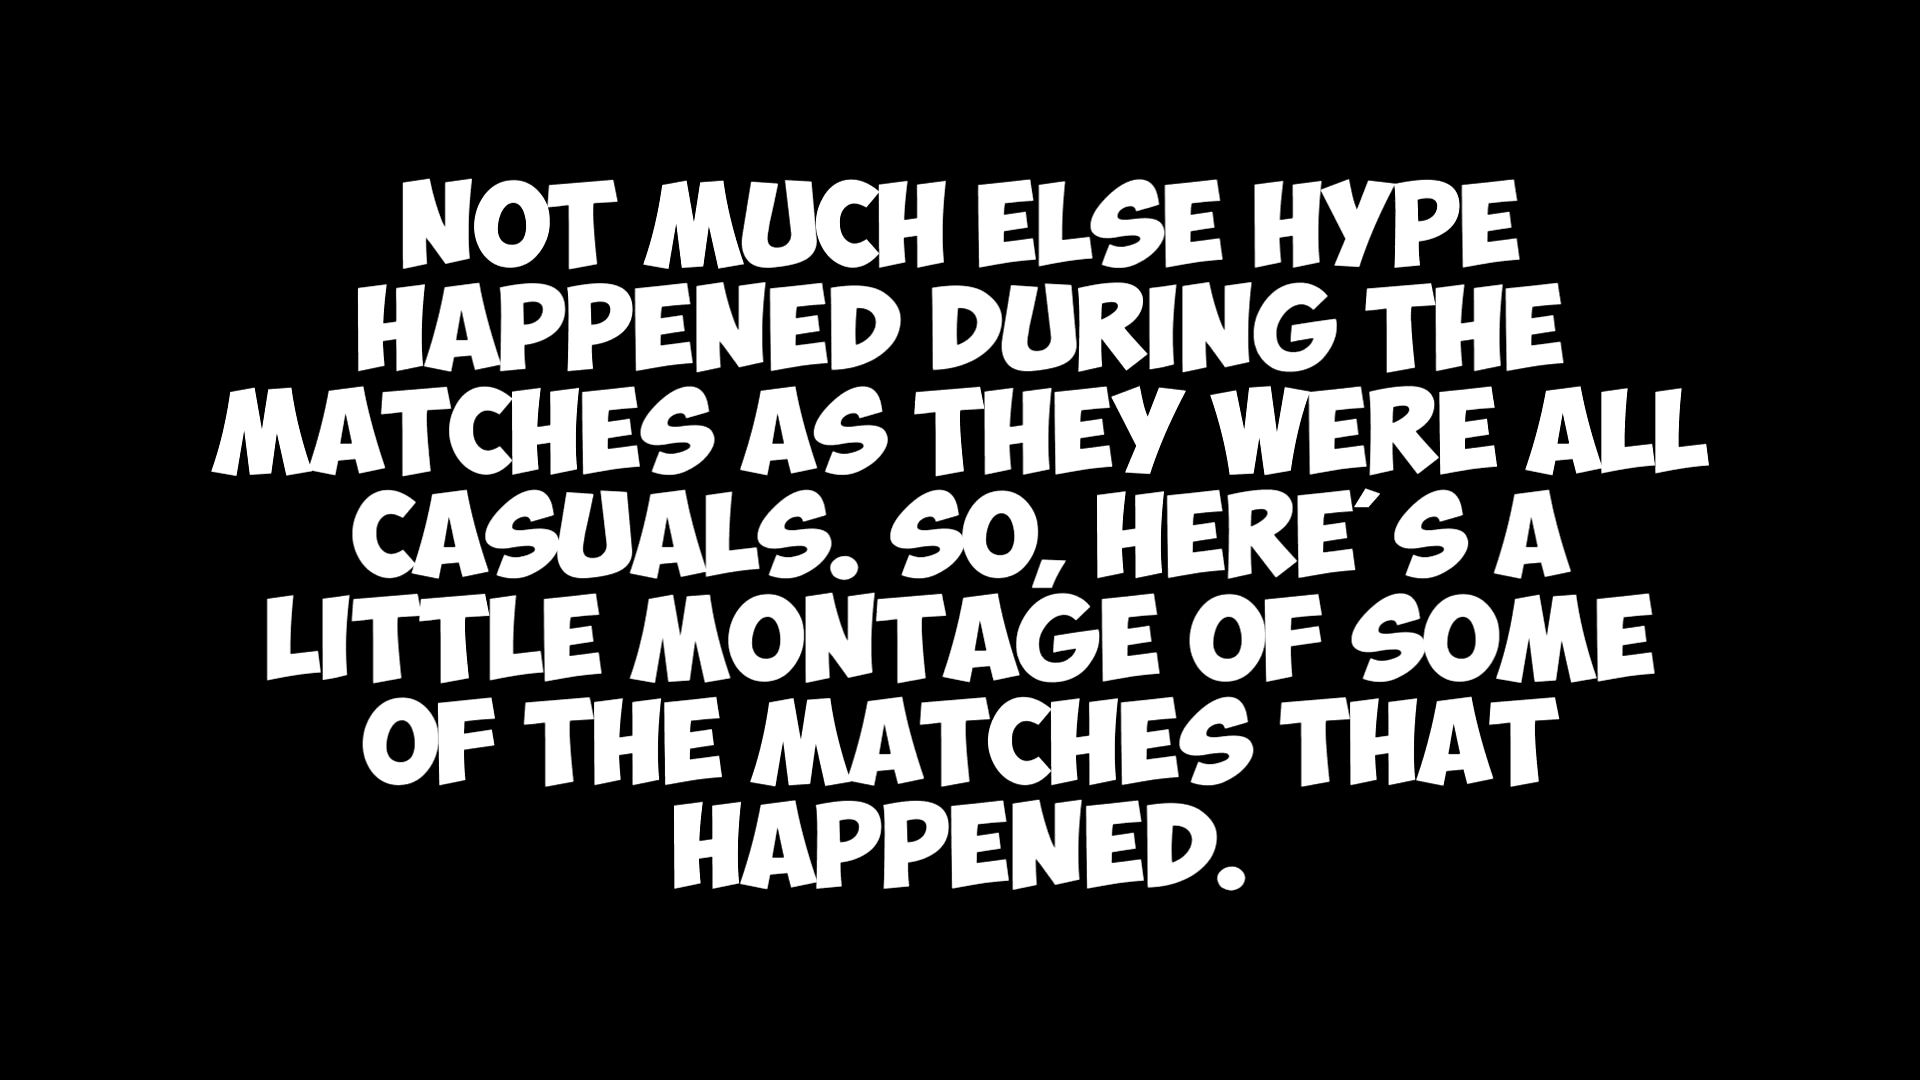 NOT MUCH ELSE HYPE
HAPPENED DURING THE
MATCHES AS THEY WERE ALL
CASUALS. SO, HERE'S A
LITTLE MONTAGE OF SOME
OF THE MATCHES THAT
HAPPENED.